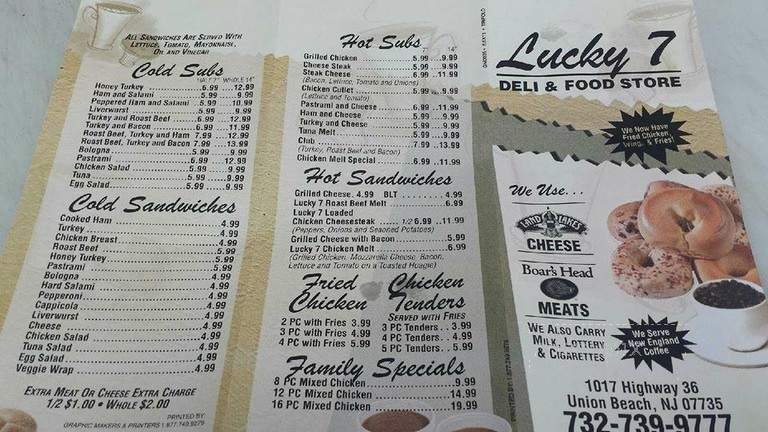 ALL SANDWICHES ARE SERVED WITH
LETTUCE, TOMATO, MAYONNAISE,
OIL AND VINEGAR
Cold Subs
HALF 7" WHOLE 14"
Honey Turkey 6.99 12.99
Ham and Salami 5.99 9.99
Peppered Ham and Salami 5.99 10.99
Liverwurst 5.99 9.99
Turkey and Roast Beef 6.99 12.99
Turkey and Bacon 6.99 11.99
Roast Beef, Turkey and Ham 7.99 12.99
Roast Beef, Turkey and Bacon 7.99 13.99
Bologna 5.99 9.99
Pastrami 6.99 12.99
Chicken Salad 5.99 9.99
Tuna 5.99 9.99
Egg Salad 5.99 9.99
Cold Sandwiches
Cooked Ham 4.99
Turkey 4.99
Chicken Breast 4.99
Roast Beef 5.99
Honey Turkey 5.99
Pastrami 5.99
Bologna 4.99
Hard Salami 4.99
Pepperoni 4.99
Cappicola 4.99
Liverwurst 4.99
Cheese 4.99
Chicken Salad 4.99
Tuna Salad 4.99
Egg Salad 4.99
Veggie Wrap 4.99
EXTRA MEAT OR CHEESE EXTRA CHARGE
1/2 $1.00 • WHOLE $2.00
PRINTED BY:
GRAPHIC MAKERS & PRINTERS 1.877.749.9279
Hot Subs
7" 14"
Grilled Chicken 5.99 9.99
Cheese Steak 5.99 9.99
Steak Cheese 6.99 11.99
(Bacon, Lettuce, Tomato and Onions)
Chicken Cutlet 5.99 9.99
(Lettuce and Tomato)
Pastrami and Cheese 6.99 11.99
Ham and Cheese 5.99 9.99
Turkey and Cheese 5.99 9.99
Tuna Melt 5.99 9.99
Club 7.99 13.99
(Turkey, Roast Beef and Bacon)
Chicken Melt Special 6.99 11.99
Hot Sandwiches
Grilled Cheese. 4.99 BLT 4.99
Lucky 7 Roast Beef Melt 6.99
Lucky 7 Loaded
Chicken Cheesesteak 1/2 6.99 11.99
(Peppers, Onions and Seasoned Potatoes)
Grilled Cheese with Bacon 5.99
Lucky 7 Chicken Melt 6.99
(Grilled Chicken, Mozzarella Cheese, Bacon,
Lettuce and Tomato on a Toasted Hoagie)
Fried Chicken
2 PC with Fries 3.99
3 PC with Fries 4.99
4 PC with Fries 5.99
Chicken Tenders
SERVED WITH FRIES
3 PC Tenders 3.99
4 PC Tenders 4.99
5 PC Tenders 5.99
Family Specials
8 PC Mixed Chicken 9.99
12 PC Mixed Chicken 14.99
16 PC Mixed Chicken 19.99
Lucky 7
DELI & FOOD STORE
We Now Have
Fried Chicken,
Wing, & Fries!
We Use...
LAND O LAKES
CHEESE
Boar's Head
MEATS
WE ALSO CARRY
MILK, LOTTERY
& CIGARETTES
We Serve
New England
Coffee
1017 Highway 36
Union Beach, NJ 07735
732-739-9777